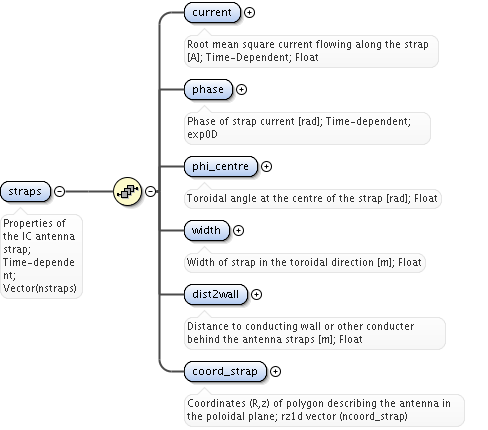 current
Root mean square current flowing along the strap
[A]; Time-Dependent; Float
phase
Phase of strap current [rad]; Time-dependent;
exp0D
phi_centre
Toroidal angle at the centre of the strap [rad]; Float
straps
Properties of
the IC antenna
strap;
Time-depende
nt;
Vector(nstraps)
width
Width of strap in the toroidal direction [m]; Float
dist2wall
Distance to conducting wall or other conducter
behind the antenna straps [m]; Float
coord_strap
Coordinates (R,z) of polygon describing the antenna in
the poloidal plane; rz1d vector (ncoord_strap)